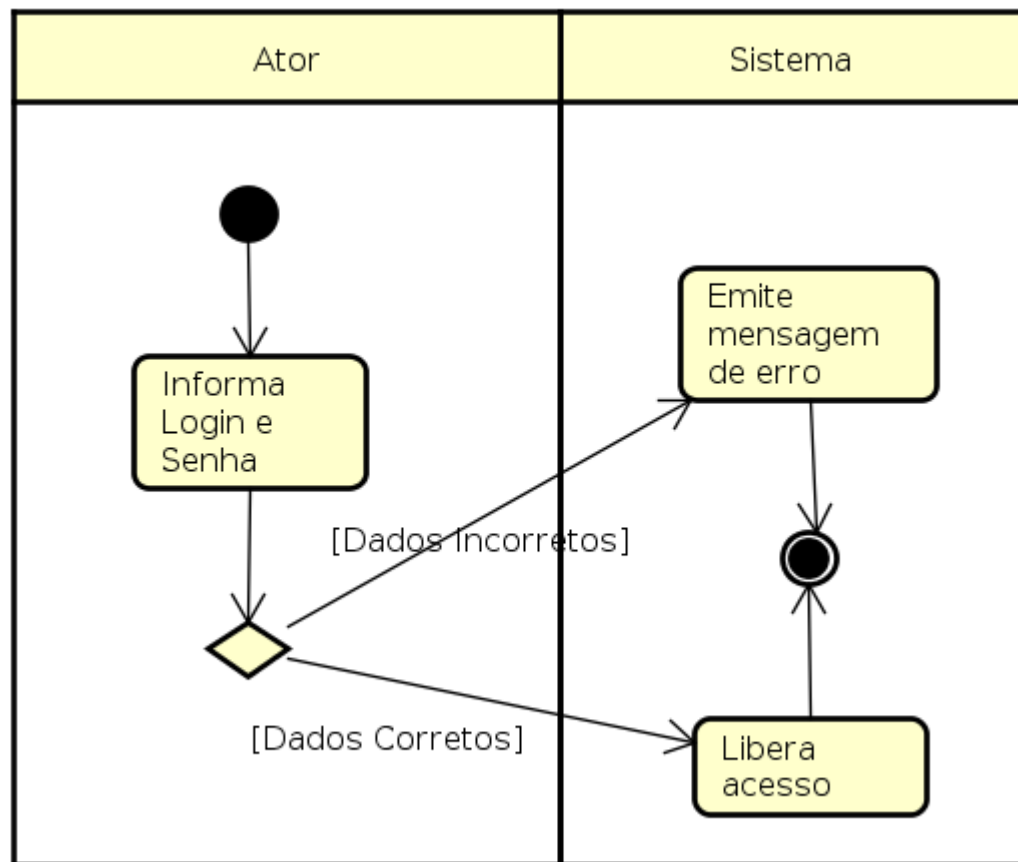 Ator
Sistema
Emite
mensagem
de erro
Informa
Login e
Senha
[Dados Incorretos]
[Dados Corretos]
Libera
acesso